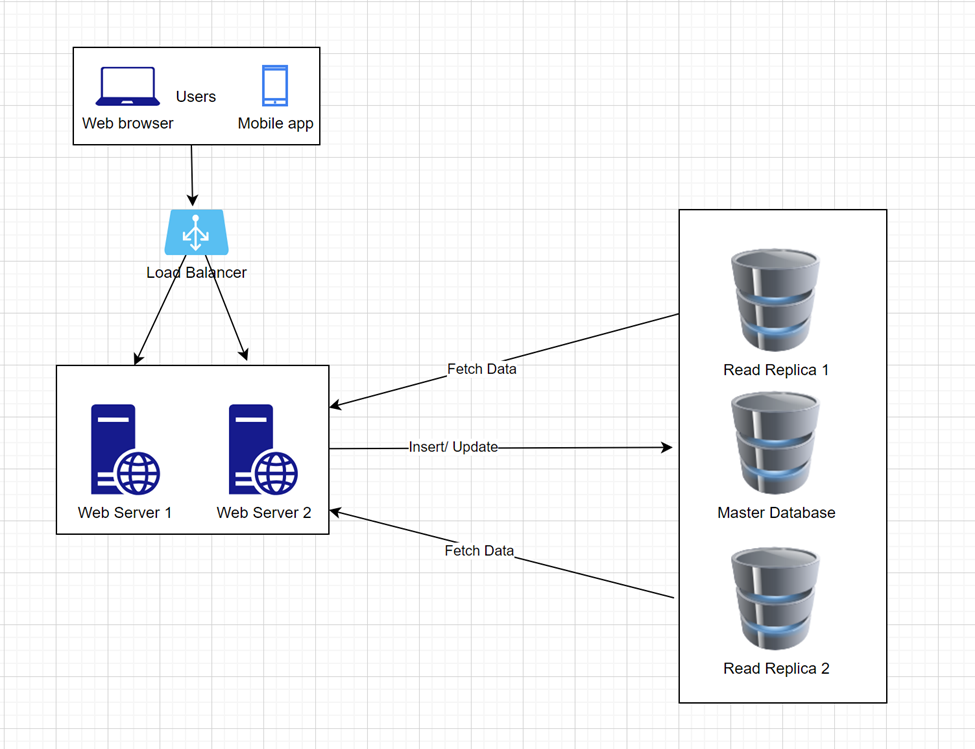 Users
Web browser
Mobile app
Load Balancer
Fetch Data
Read Replica 1
Insert/ Update
Web Server 1
Web Server 2
Master Database
Fetch Data
Read Replica 2